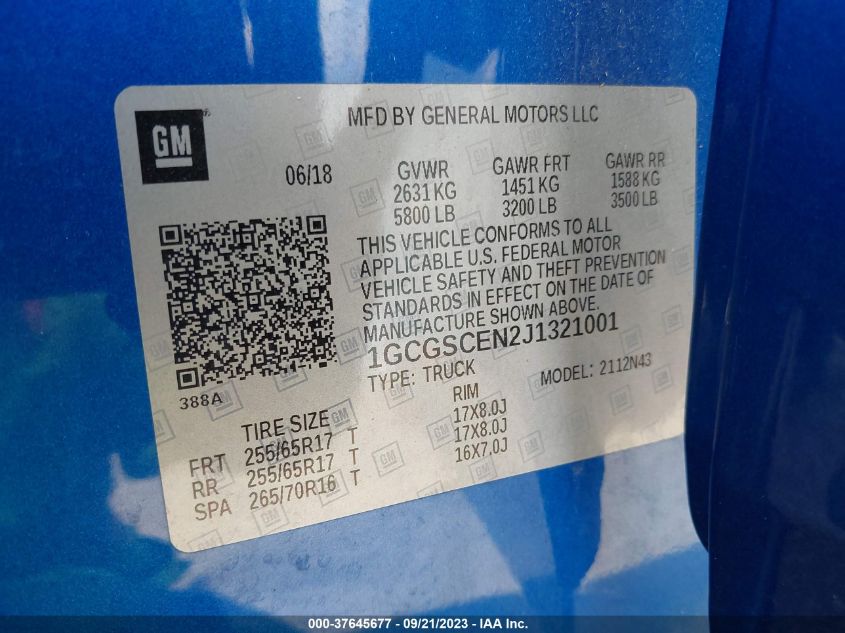 GM
MFD BY GENERAL MOTORS LLC
06/18
GVWR GAWR FRT GAWR RR
2631 KG 1451 KG 1588 KG
5800 LB 3200 LB 3500 LB
THIS VEHICLE CONFORMS TO ALL
APPLICABLE U.S. FEDERAL MOTOR
VEHICLE SAFETY AND THEFT PREVENTION
STANDARDS IN EFFECT ON THE DATE OF
MANUFACTURE SHOWN ABOVE.
1GCGSCEN2J1321001
TYPE: TRUCK MODEL: 2112N43
388A
TIRE SIZE RIM
FRT 255/65R17 T 17X8.0J
RR 255/65R17 T 17X8.0J
SPA 265/70R16 T 16X7.0J
000-37645677 - 09/21/2023 - IAA Inc.